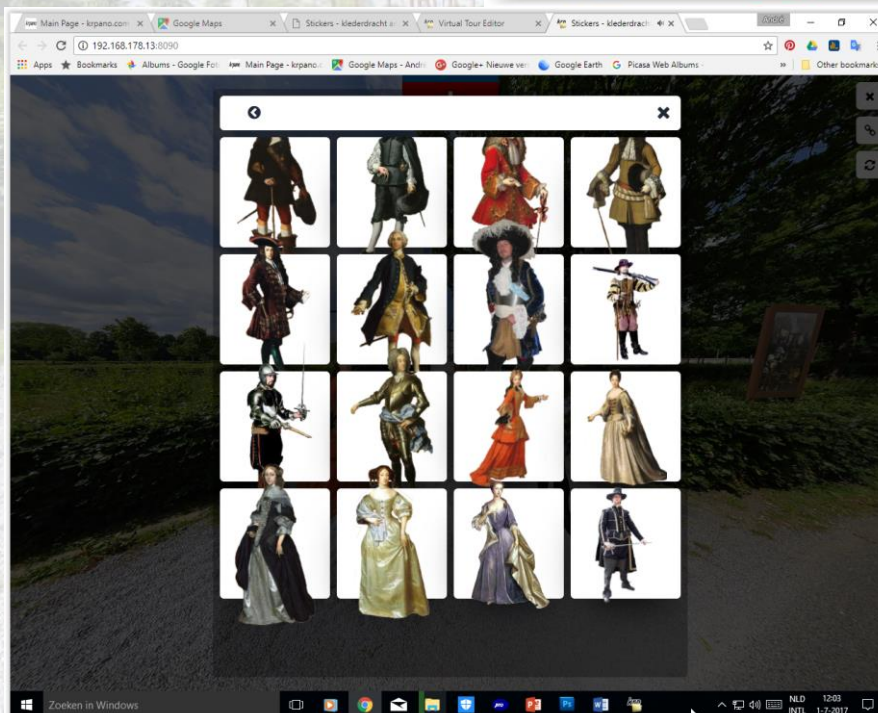 Main Page - krpano.com
Google Maps
Stickers - klederdracht a
Virtual Tour Editor
Stickers - klederdracht
André
192.168.178.13:8090
Apps
Bookmarks
Albums - Google Fot
Main Page - krpano.c
Google Maps - Andr
Google+ Nieuwe ver
Google Earth
Picasa Web Albums -
Other bookmark
Zoeken in Windows
NLD
12:03
INTL
1-7-2017